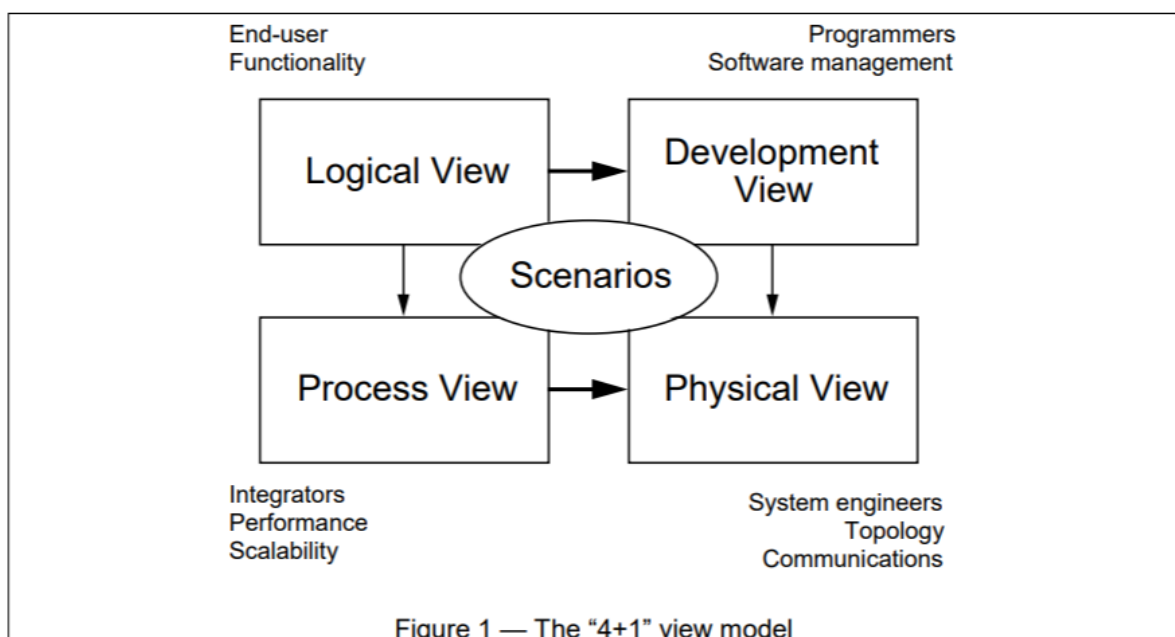 End-user
Functionality
Programmers
Software management
Logical View
Development
View
Scenarios
Process View
Physical View
Integrators
Performance
Scalability
System engineers
Topology
Communications
Figure 1 — The “4+1” view model